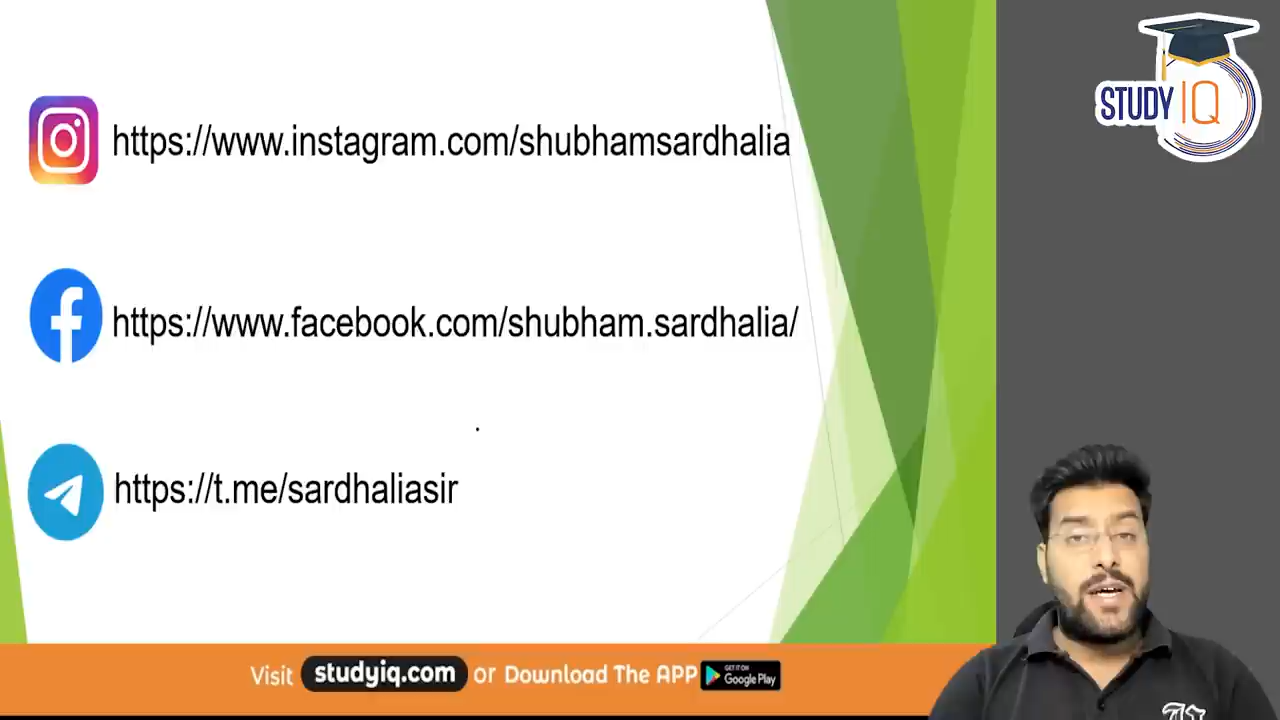 STUDY IQ
https://www.instagram.com/shubhamsardhalia
https://www.facebook.com/shubham.sardhalia/
https://t.me/sardhaliasir
Visit studyiq.com or Download The APP GET IT ON Google Play